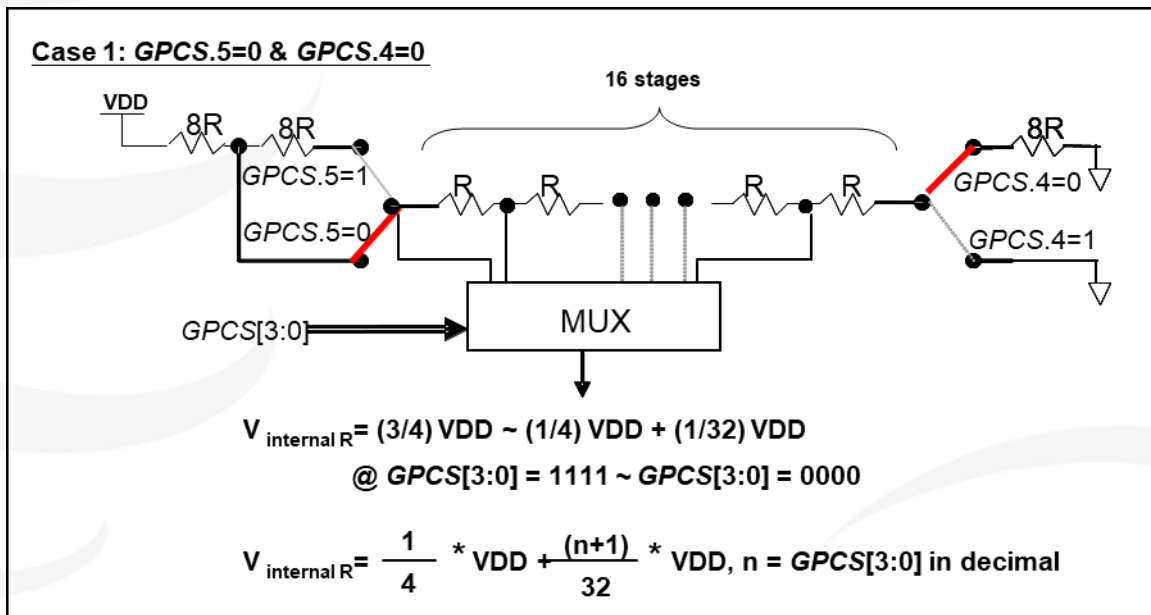 Case 1: GPCS.5=0 & GPCS.4=0
16 stages
VDD
8R
8R
8R
GPCS.5=1
R
R
R
R
GPCS.4=0
GPCS.5=0
GPCS.4=1
GPCS[3:0]
MUX
V internal R= (3/4) VDD ~ (1/4) VDD + (1/32) VDD
@ GPCS[3:0] = 1111 ~ GPCS[3:0] = 0000
V internal R= 1/4 * VDD + (n+1)/32 * VDD, n = GPCS[3:0] in decimal